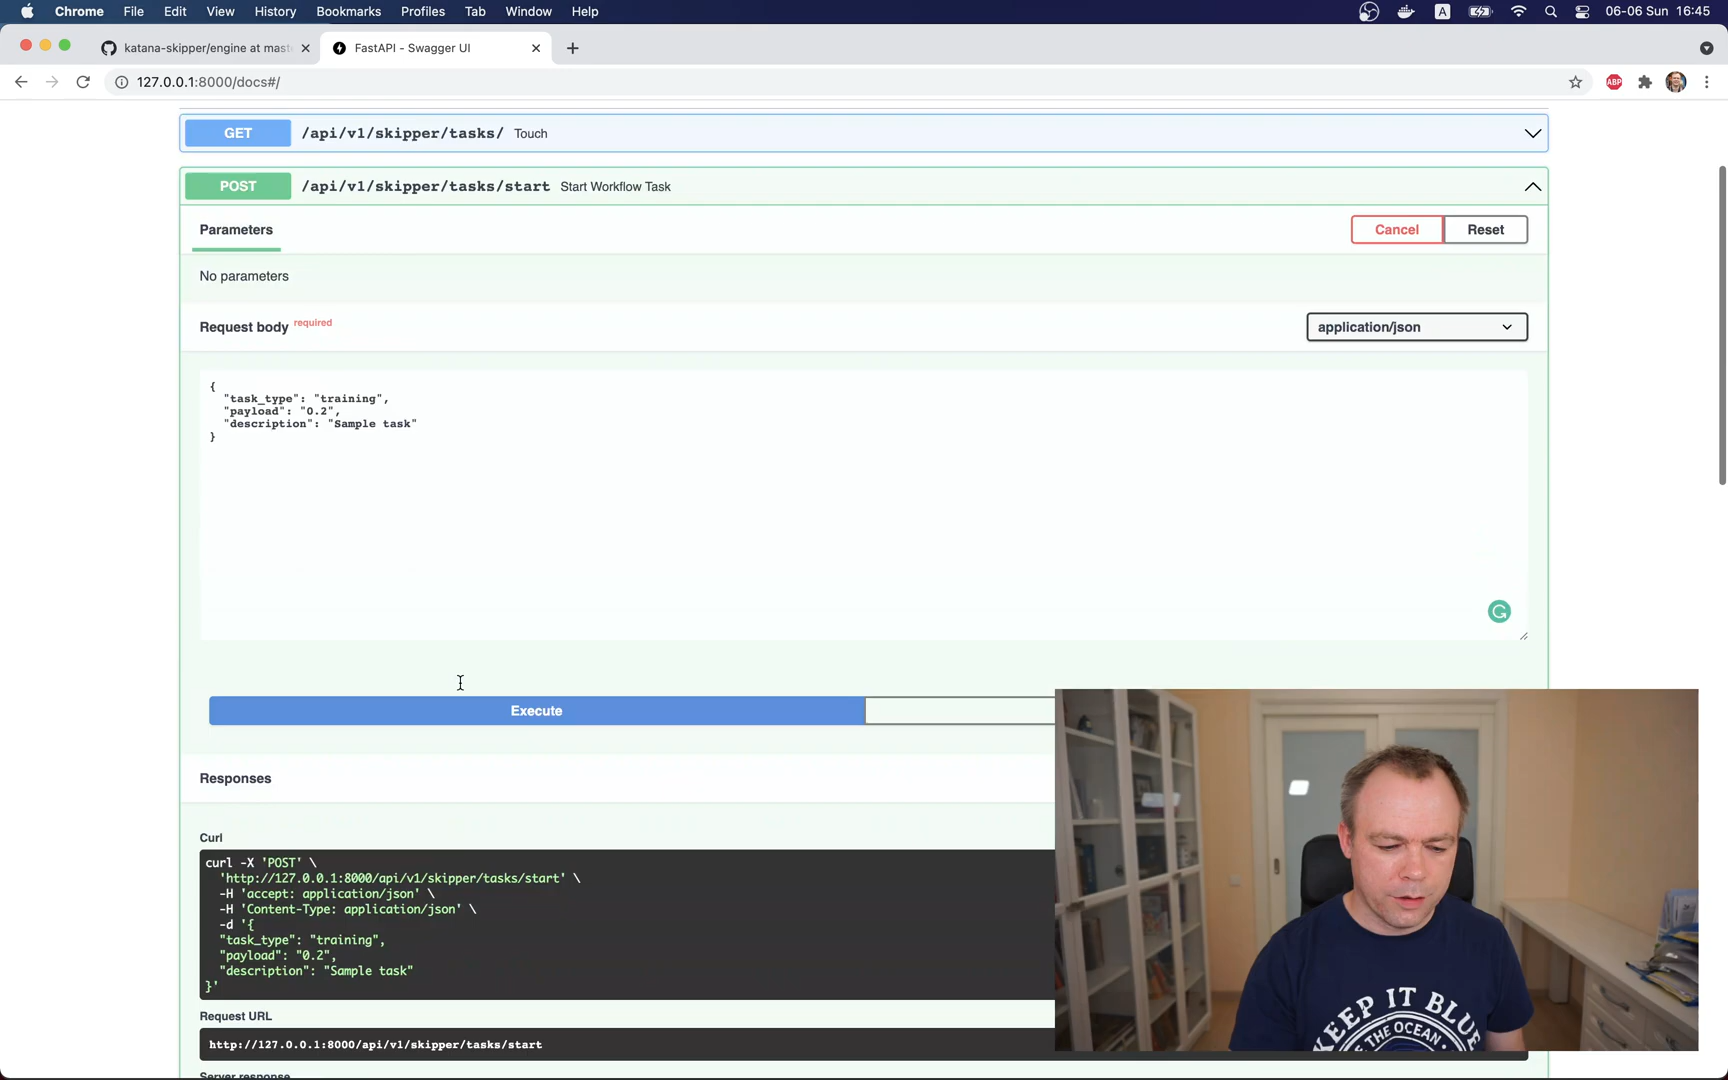 Chrome File Edit View History Bookmarks Profiles Tab Window Help
A
06-06 Sun 16:45
katana-skipper/engine at mast
FastAPI - Swagger UI
127.0.0.1:8000/docs#/
ABP
GET /api/v1/skipper/tasks/ Touch
POST /api/v1/skipper/tasks/start Start Workflow Task
Parameters
Cancel
Reset
No parameters
Request body required
application/json
{
"task_type": "training",
"payload": "0.2",
"description": "Sample task"
}
Execute
Responses
Curl
curl -X 'POST' \
'http://127.0.0.1:8000/api/v1/skipper/tasks/start' \
-H 'accept: application/json' \
-H 'Content-Type: application/json' \
-d '{
"task_type": "training",
"payload": "0.2",
"description": "Sample task"
}'
Request URL
http://127.0.0.1:8000/api/v1/skipper/tasks/start
Server response
KEEP IT BLUE
THE OCEAN